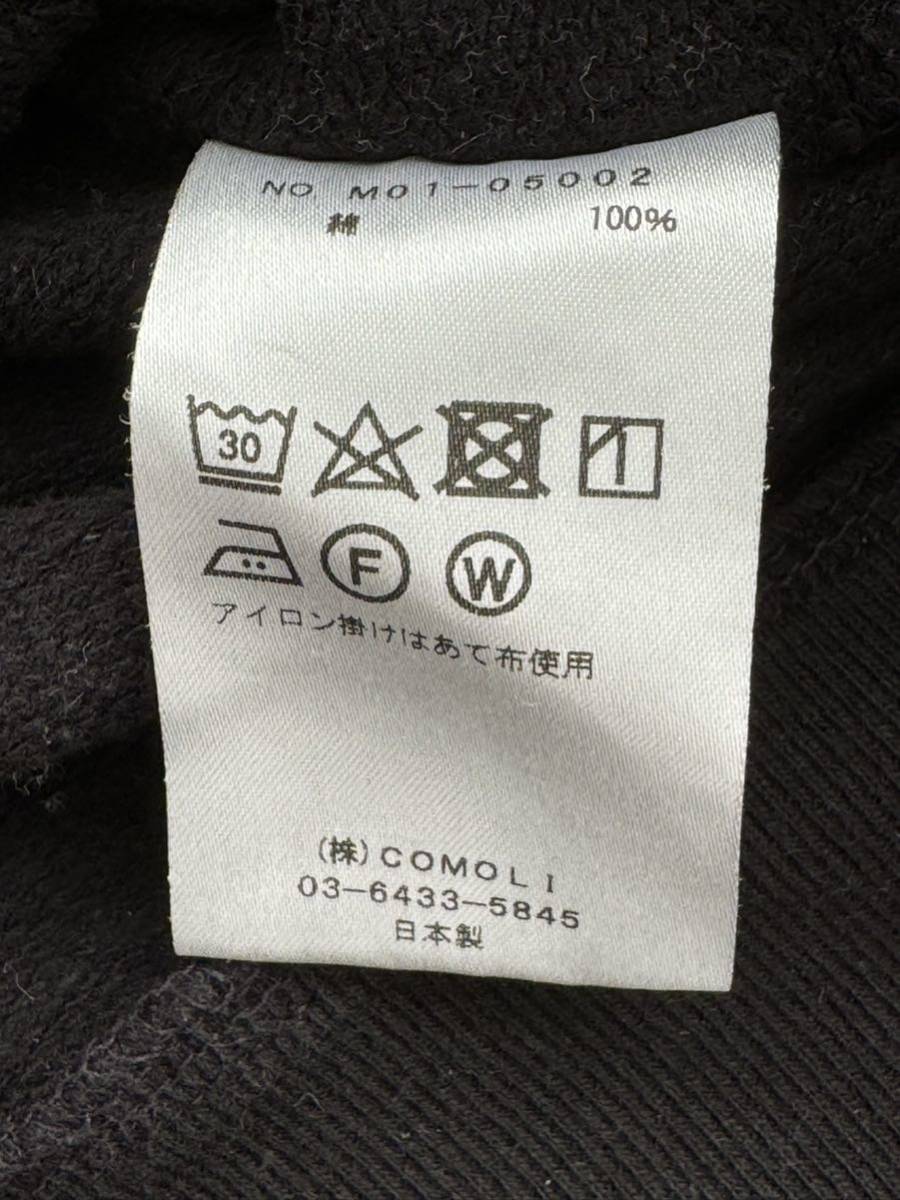 NO. M01-05002
綿 100%
30
F W
アイロン掛けはあて布使用
(株)COMOLI
03-6433-5845
日本製